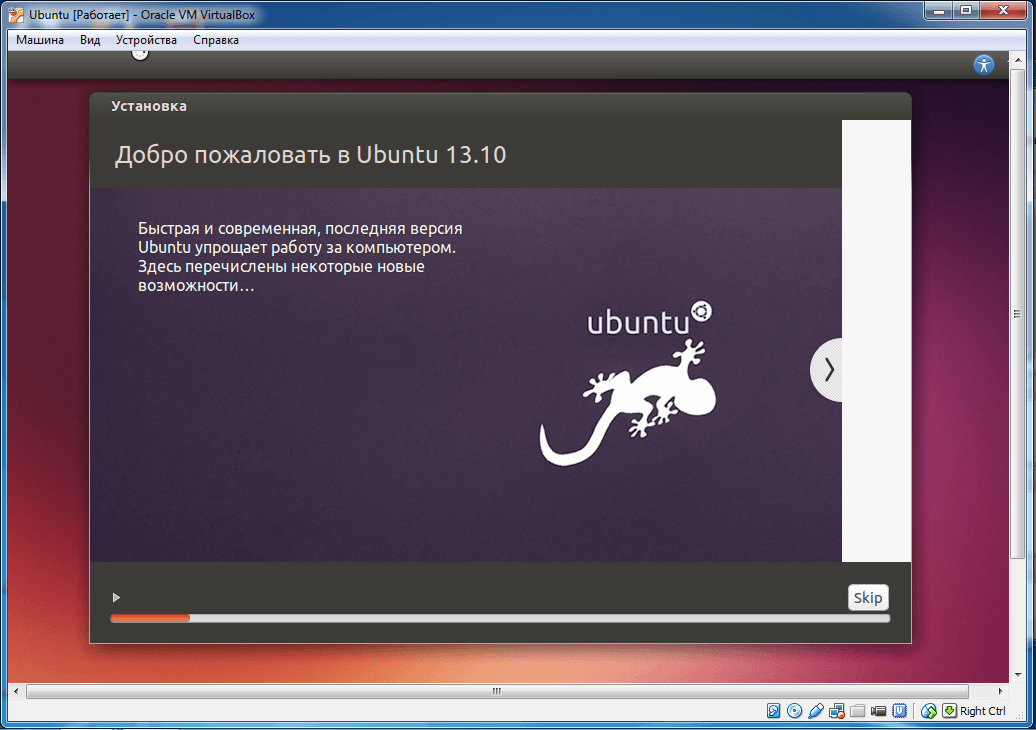 Ubuntu [Работает] - Oracle VM VirtualBox
Машина Вид Устройства Справка
Установка
Добро пожаловать в Ubuntu 13.10
Быстрая и современная, последняя версия
Ubuntu упрощает работу за компьютером.
Здесь перечислены некоторые новые
возможности...
ubuntu
Skip
Right Ctrl